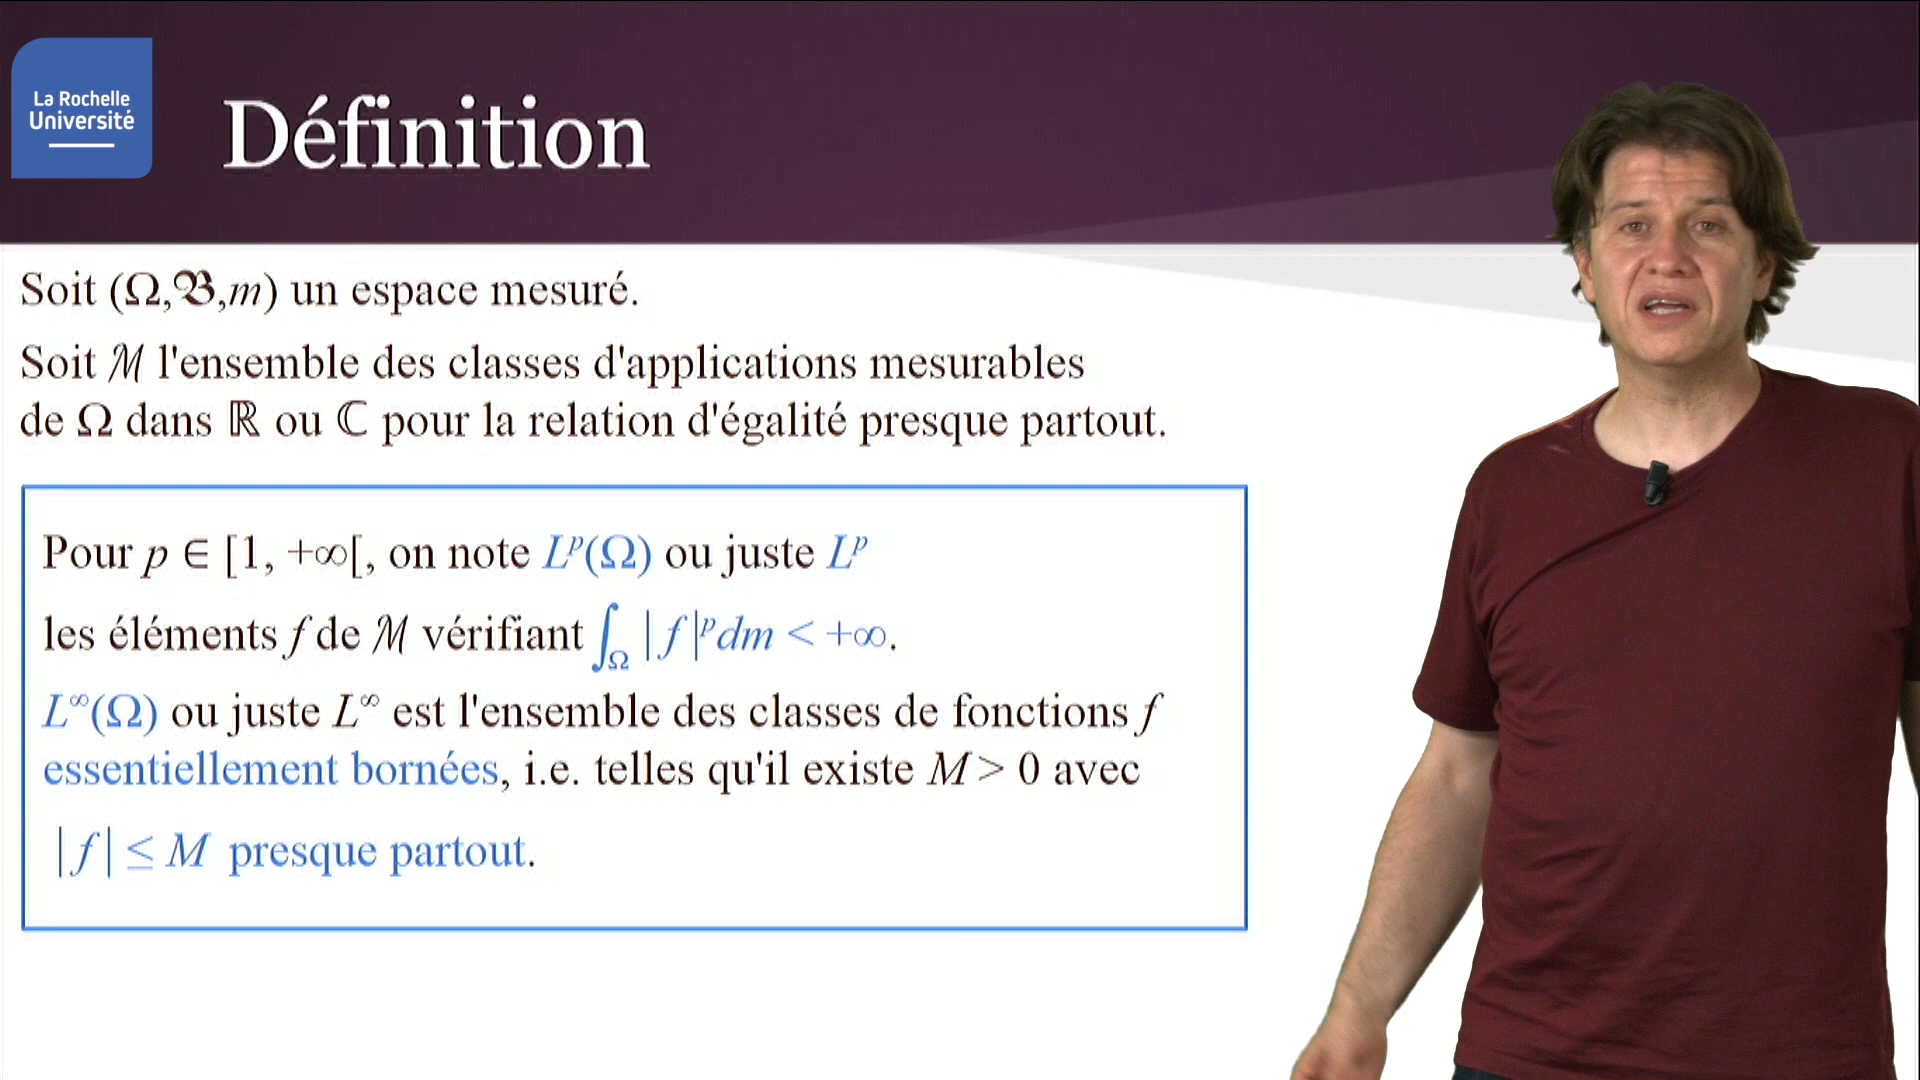 La Rochelle
Université
Définition
Soit (Ω,𝔅,m) un espace mesuré.
Soit ℳ l'ensemble des classes d'applications mesurables
de Ω dans ℝ ou ℂ pour la relation d'égalité presque partout.
Pour p ∈ [1, +∞[, on note Lᵖ(Ω) ou juste Lᵖ
les éléments f de ℳ vérifiant ∫_Ω |f|ᵖ dm < +∞.
L^∞(Ω) ou juste L^∞ est l'ensemble des classes de fonctions f
essentiellement bornées, i.e. telles qu'il existe M > 0 avec
|f| ≤ M presque partout.